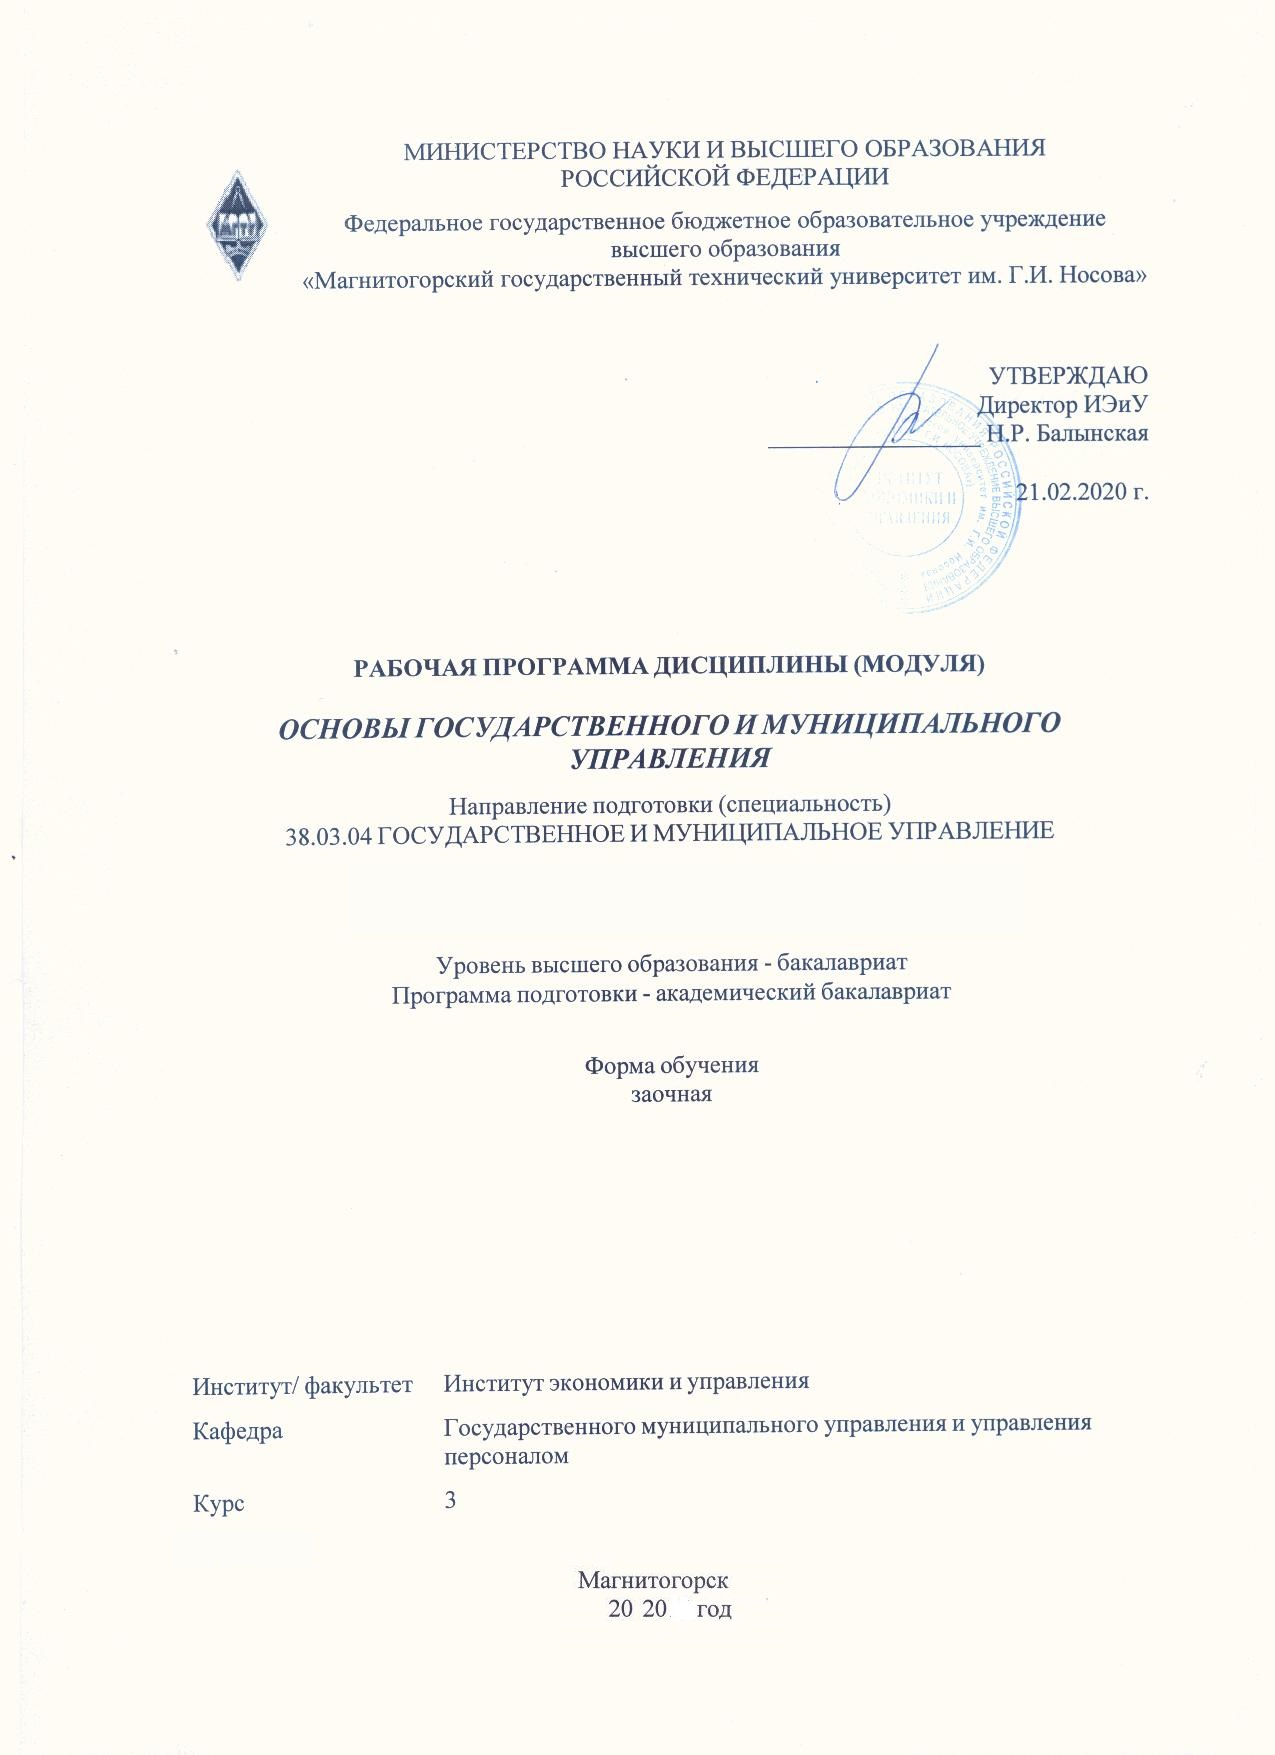 МИНИСТЕРСТВО НАУКИ И ВЫСШЕГО ОБРАЗОВАНИЯ
РОССИЙСКОЙ ФЕДЕРАЦИИ
МГТУ
Федеральное государственное бюджетное образовательное учреждение
высшего образования
«Магнитогорский государственный технический университет им. Г.И. Носова»
УТВЕРЖДАЮ
Директор ИЭиУ
Н.Р. Балынская
21.02.2020 г.
РАБОЧАЯ ПРОГРАММА ДИСЦИПЛИНЫ (МОДУЛЯ)
ОСНОВЫ ГОСУДАРСТВЕННОГО И МУНИЦИПАЛЬНОГО
УПРАВЛЕНИЯ
Направление подготовки (специальность)
38.03.04 ГОСУДАРСТВЕННОЕ И МУНИЦИПАЛЬНОЕ УПРАВЛЕНИЕ
Уровень высшего образования - бакалавриат
Программа подготовки - академический бакалавриат
Форма обучения
заочная
Институт/ факультет Институт экономики и управления
Кафедра Государственного муниципального управления и управления
персоналом
Курс 3
Магнитогорск
20 20 год